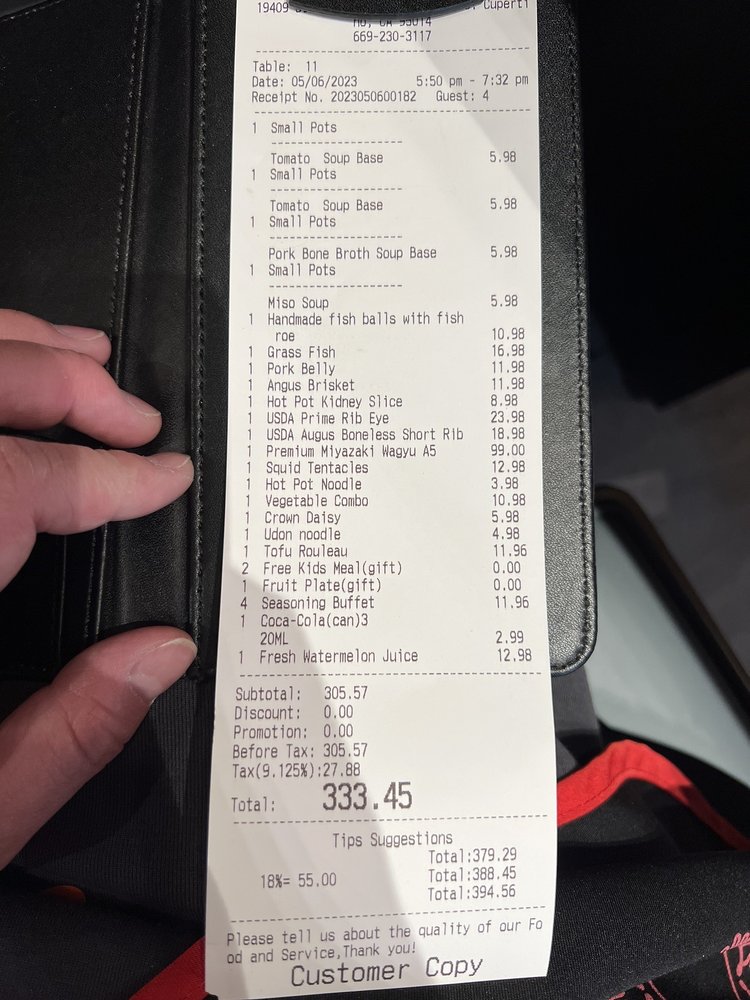 19409
Cuperti
no, CA 95014
669-230-3117
Table: 11
Date: 05/06/2023 5:50 pm - 7:32 pm
Receipt No. 2023050600182 Guest: 4
1 Small Pots
Tomato Soup Base 5.98
1 Small Pots
Tomato Soup Base 5.98
1 Small Pots
Pork Bone Broth Soup Base 5.98
1 Small Pots
Miso Soup 5.98
1 Handmade fish balls with fish
roe 10.98
1 Grass Fish 16.98
1 Pork Belly 11.98
1 Angus Brisket 11.98
1 Hot Pot Kidney Slice 8.98
1 USDA Prime Rib Eye 23.98
1 USDA Augus Boneless Short Rib 18.98
1 Premium Miyazaki Wagyu A5 99.00
1 Squid Tentacles 12.98
1 Hot Pot Noodle 3.98
1 Vegetable Combo 10.98
1 Crown Daisy 5.98
1 Udon noodle 4.98
1 Tofu Rouleau 11.96
2 Free Kids Meal(gift) 0.00
1 Fruit Plate(gift) 0.00
4 Seasoning Buffet 11.96
1 Coca-Cola(can)3
20ML 2.99
1 Fresh Watermelon Juice 12.98
Subtotal: 305.57
Discount: 0.00
Promotion: 0.00
Before Tax: 305.57
Tax(9.125%):27.88
Total: 333.45
Tips Suggestions
Total:379.29
18%= 55.00 Total:388.45
Total:394.56
Please tell us about the quality of our Fo
od and Service,Thank you!
Customer Copy